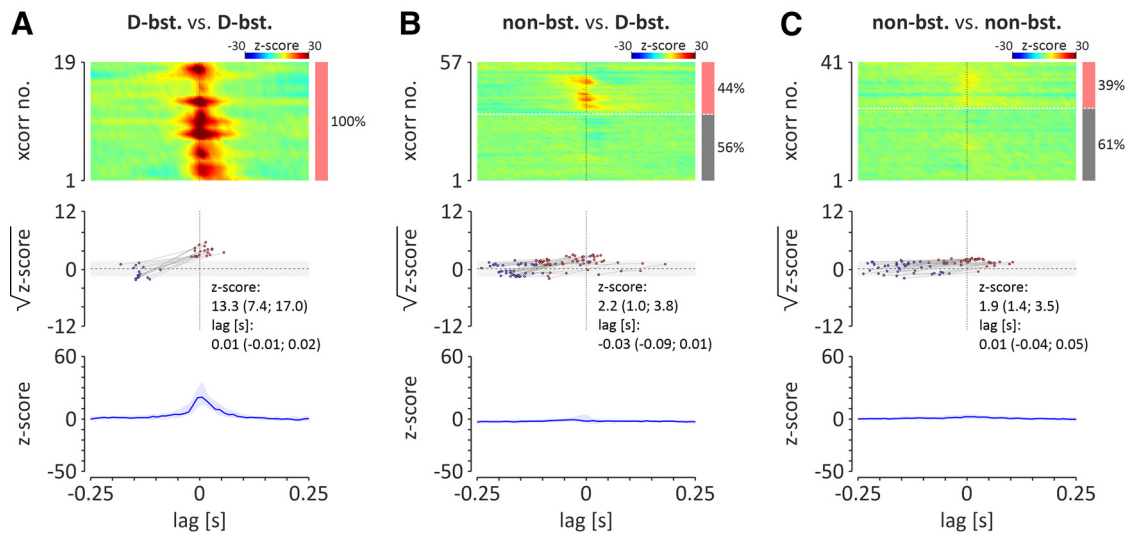 A
D-bst. vs. D-bst.
-30 z-score 30
19
xcorr no.
1
100%
12
√z-score
0
-12
z-score:
13.3 (7.4; 17.0)
lag [s]:
0.01 (-0.01; 0.02)
60
z-score
0
-50
-0.25 0 0.25
lag [s]
B
non-bst. vs. D-bst.
-30 z-score 30
57
xcorr no.
1
44%
56%
12
√z-score
0
-12
z-score:
2.2 (1.0; 3.8)
lag [s]:
-0.03 (-0.09; 0.01)
60
z-score
0
-50
-0.25 0 0.25
lag [s]
C
non-bst. vs. non-bst.
-30 z-score 30
41
xcorr no.
1
39%
61%
12
√z-score
0
-12
z-score:
1.9 (1.4; 3.5)
lag [s]:
0.01 (-0.04; 0.05)
60
z-score
0
-50
-0.25 0 0.25
lag [s]